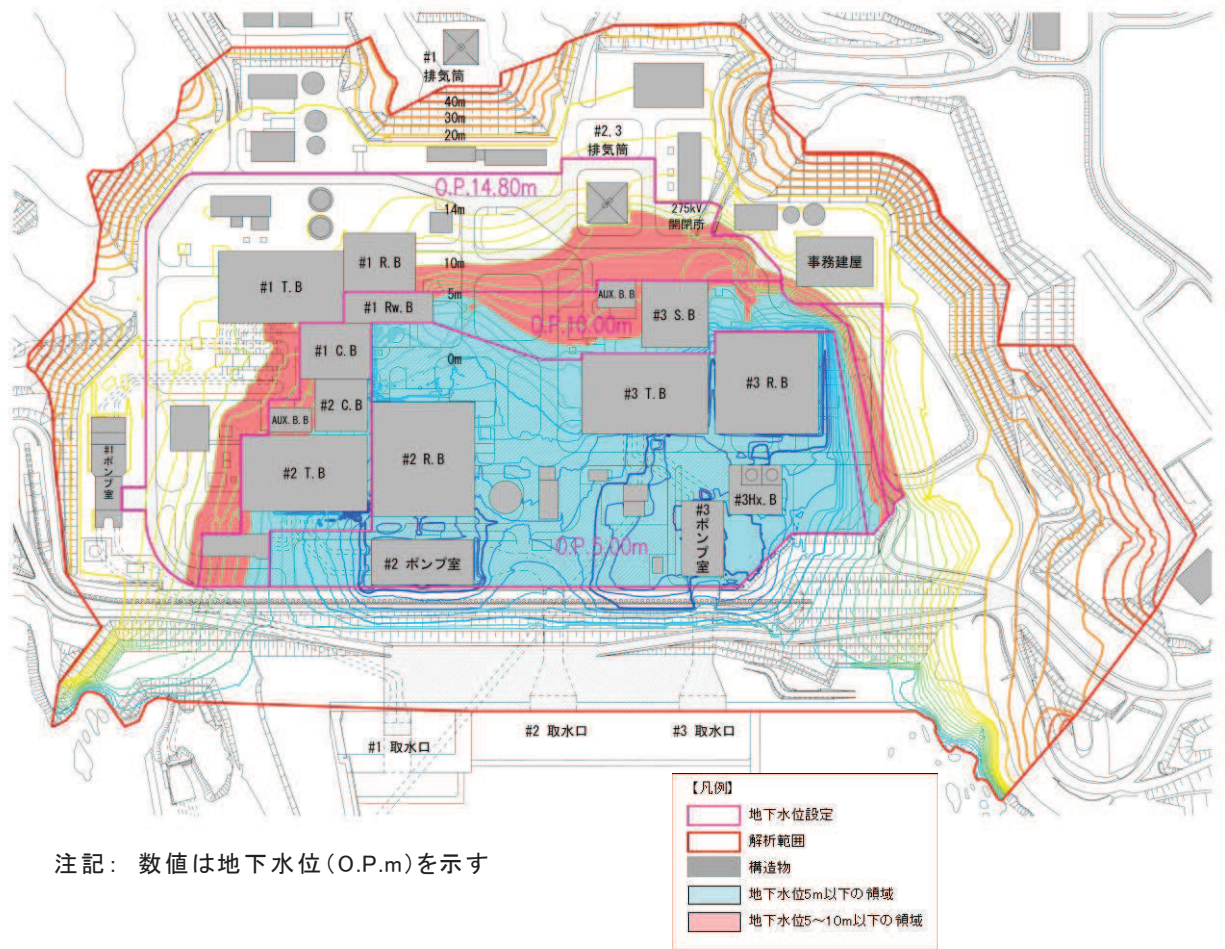 #1
排気筒
40m
30m
20m
#2,3
排気筒
O.P.14.80m
14m
275kV
開閉所
#1 R.B
10m
事務建屋
#1 T.B
5m
AUX.B.B
#1 Rw.B
#3 S.B
O.P.10.00m
#1 C.B
0m
#3 T.B
#3 R.B
#2 C.B
AUX.B.B
#2 R.B
#1 ポンプ室
#2 T.B
#3Hx.B
#3 ポンプ室
O.P.5.00m
#2 ポンプ室
#1 取水口
#2 取水口
#3 取水口
【凡例】
地下水位設定
解析範囲
構造物
地下水位5m以下の領域
地下水位5～10m以下の領域
注記： 数値は地下水位(O.P.m)を示す